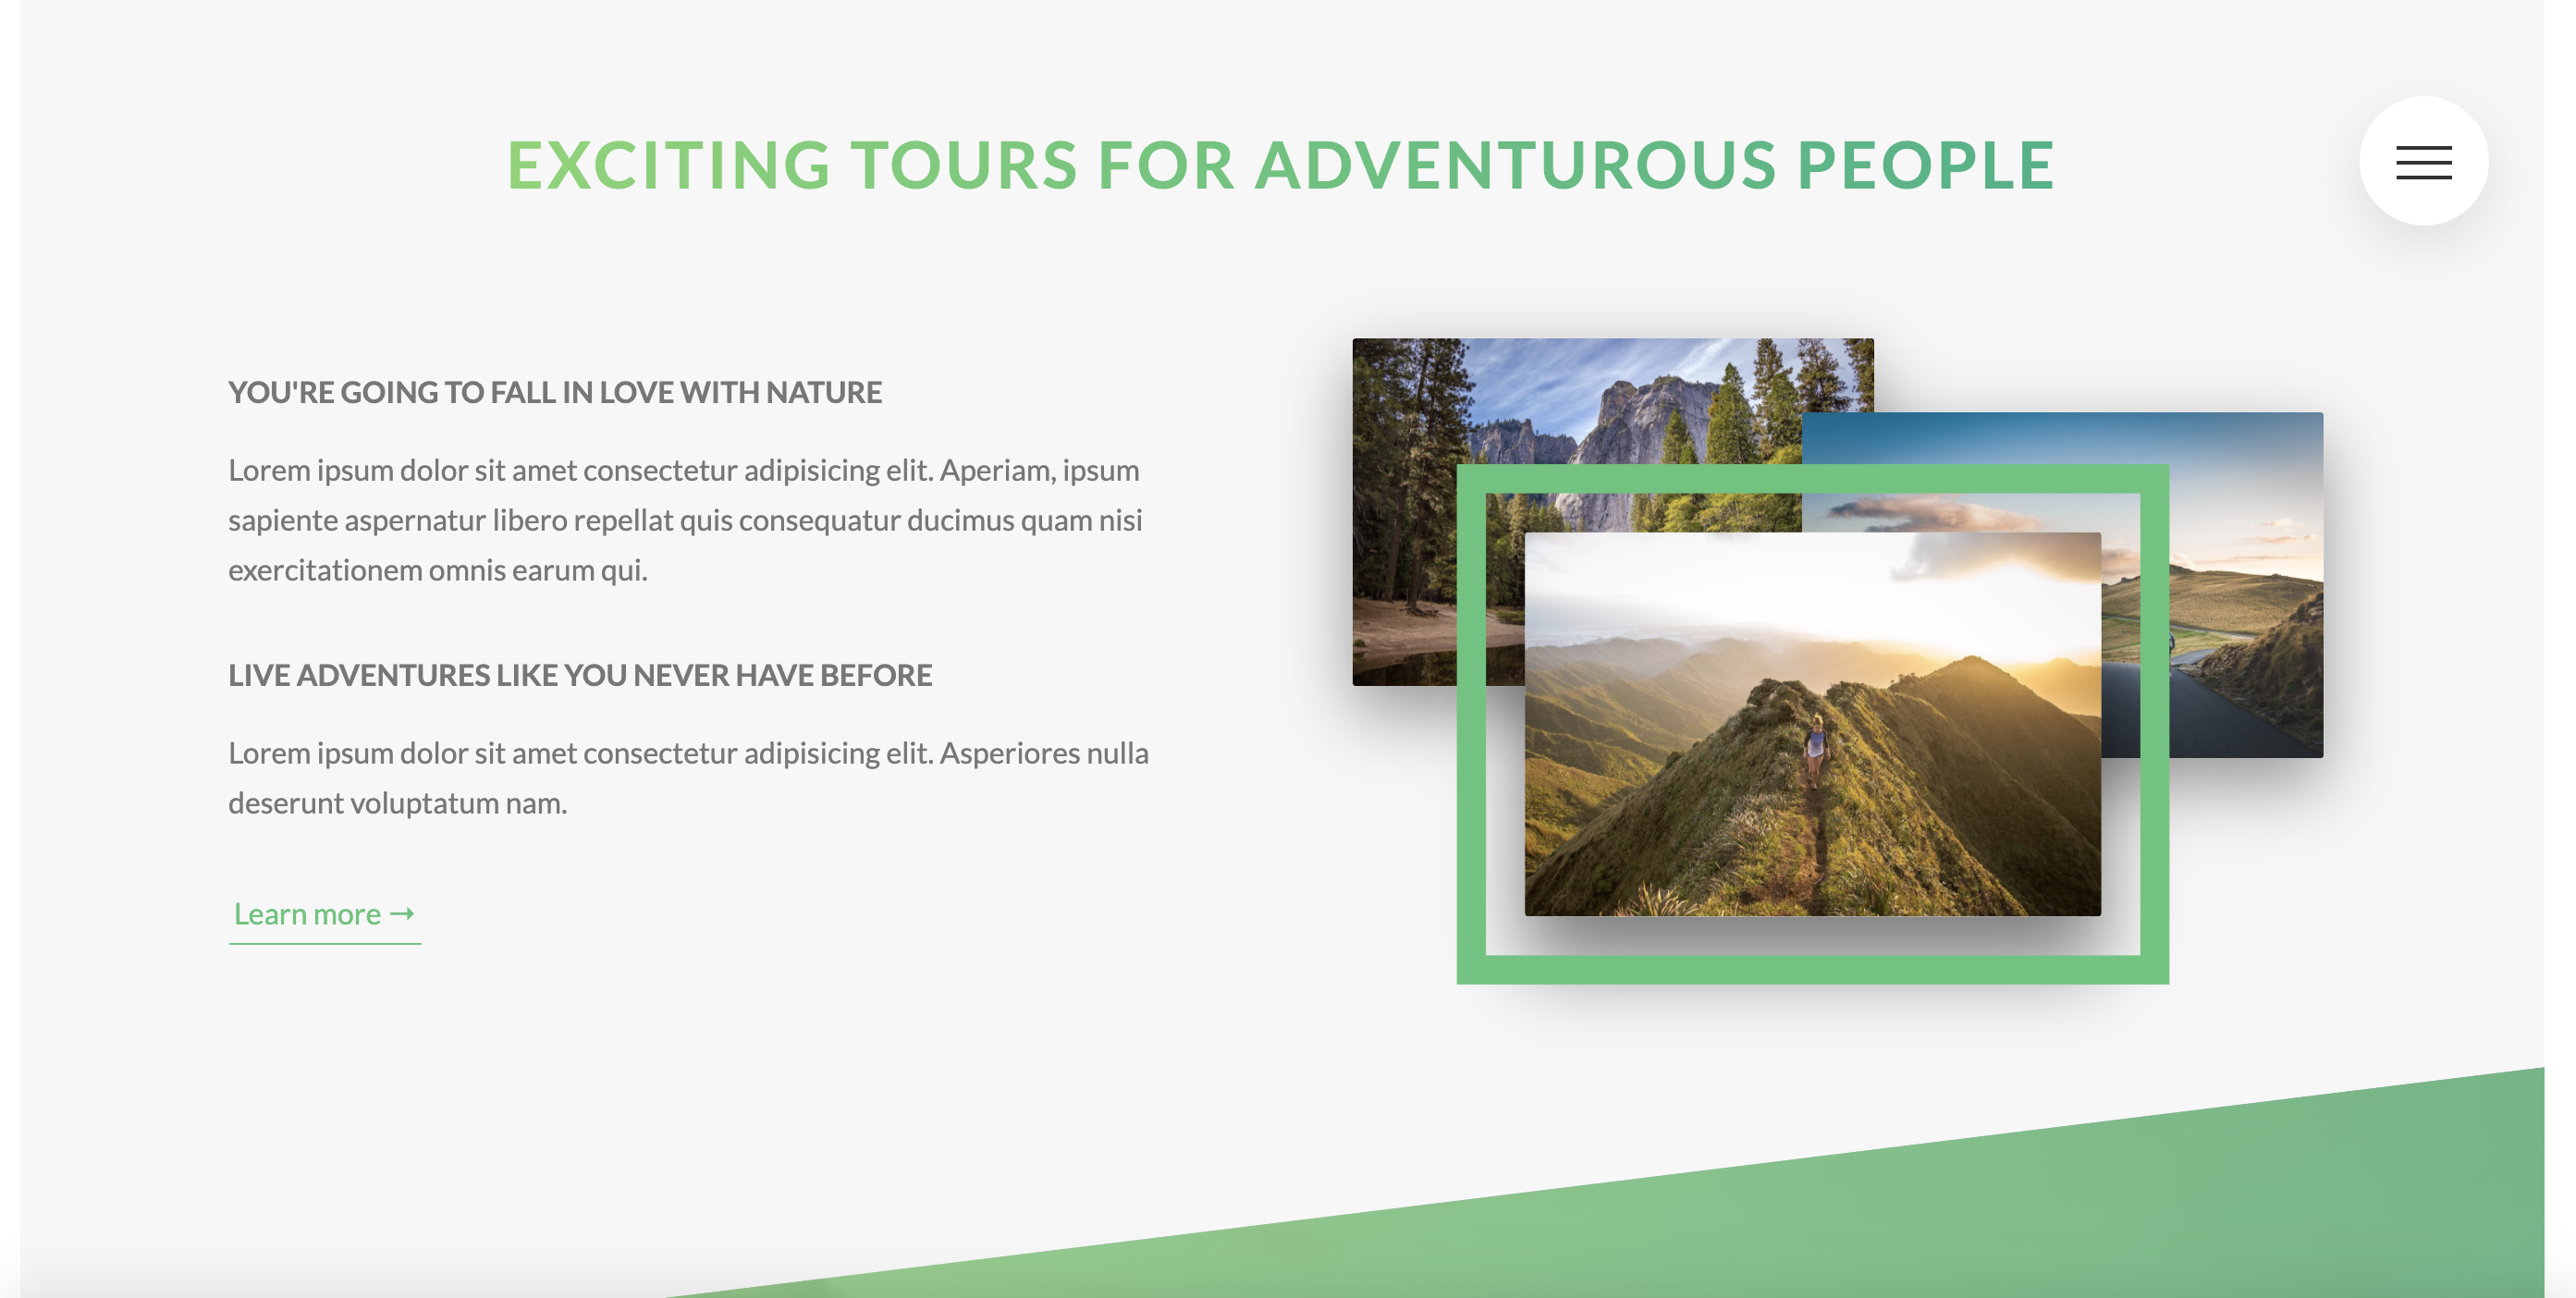 EXCITING TOURS FOR ADVENTUROUS PEOPLE
YOU'RE GOING TO FALL IN LOVE WITH NATURE
Lorem ipsum dolor sit amet consectetur adipisicing elit. Aperiam, ipsum
sapiente aspernatur libero repellat quis consequatur ducimus quam nisi
exercitationem omnis earum qui.
LIVE ADVENTURES LIKE YOU NEVER HAVE BEFORE
Lorem ipsum dolor sit amet consectetur adipisicing elit. Asperiores nulla
deserunt voluptatum nam.
Learn more →